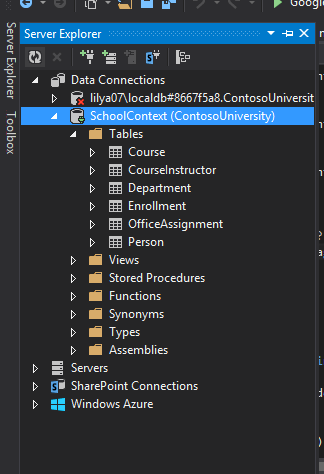 Google
Server Explorer
Toolbox
Server Explorer
Data Connections
lilya07\localdb#8667f5a8.ContosoUniversit
SchoolContext (ContosoUniversity)
Tables
Course
CourseInstructor
Department
Enrollment
OfficeAssignment
Person
Views
Stored Procedures
Functions
Synonyms
Types
Assemblies
Servers
SharePoint Connections
Windows Azure